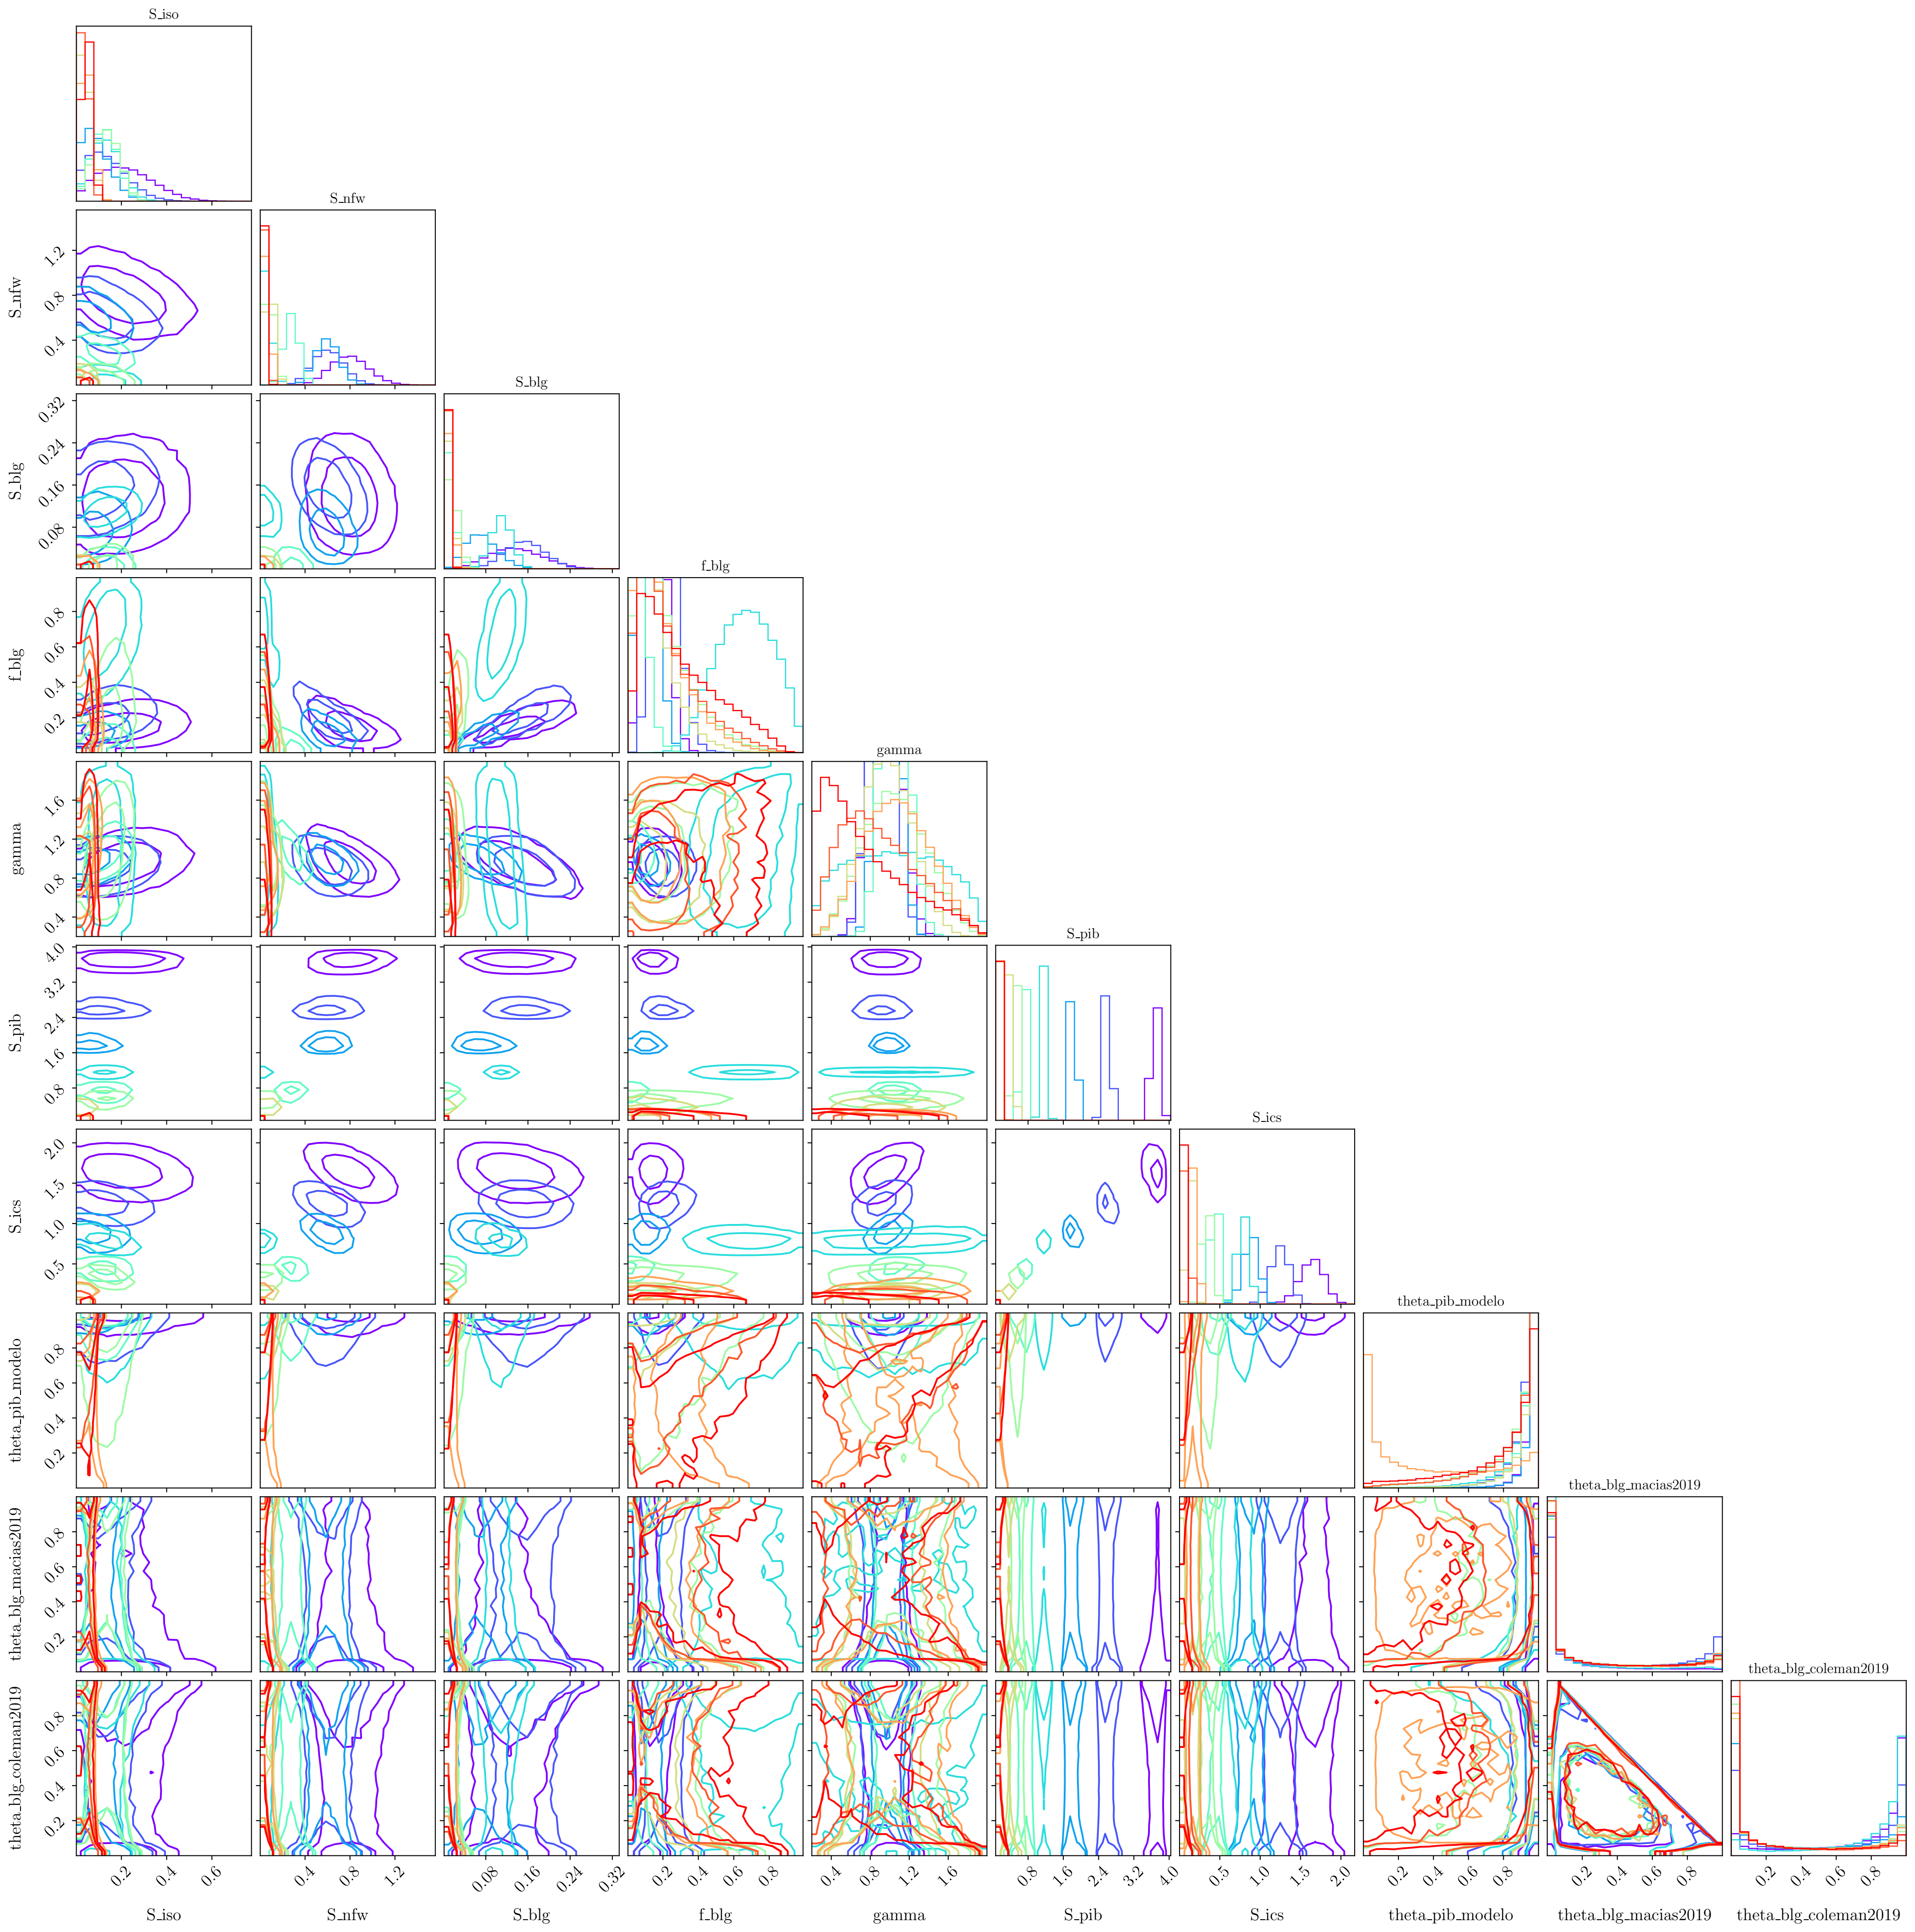 S_iso
S_nfw
1.2
0.8
0.4
S_nfw
S_blg
0.32
0.24
0.16
0.08
S_blg
f_blg
0.8
0.6
0.4
0.2
f_blg
gamma
1.6
1.2
0.8
0.4
gamma
S_pib
4.0
3.2
2.4
1.6
0.8
S_pib
S_ics
2.0
1.5
1.0
0.5
S_ics
theta_pib_modelo
0.8
0.6
0.4
0.2
theta_pib_modelo
theta_blg_macias2019
0.8
0.6
0.4
0.2
theta_blg_macias2019
theta_blg_coleman2019
0.8
0.6
0.4
0.2
theta_blg_coleman2019
0.2 0.4 0.6 0.4 0.8 1.2 0.08 0.16 0.24 0.32 0.2 0.4 0.6 0.8 0.4 0.8 1.2 1.6 0.8 1.6 2.4 3.2 4.0 0.5 1.0 1.5 2.0 0.2 0.4 0.6 0.8 0.2 0.4 0.6 0.8 0.2 0.4 0.6 0.8
S_iso S_nfw S_blg f_blg gamma S_pib S_ics theta_pib_modelo theta_blg_macias2019 theta_blg_coleman2019